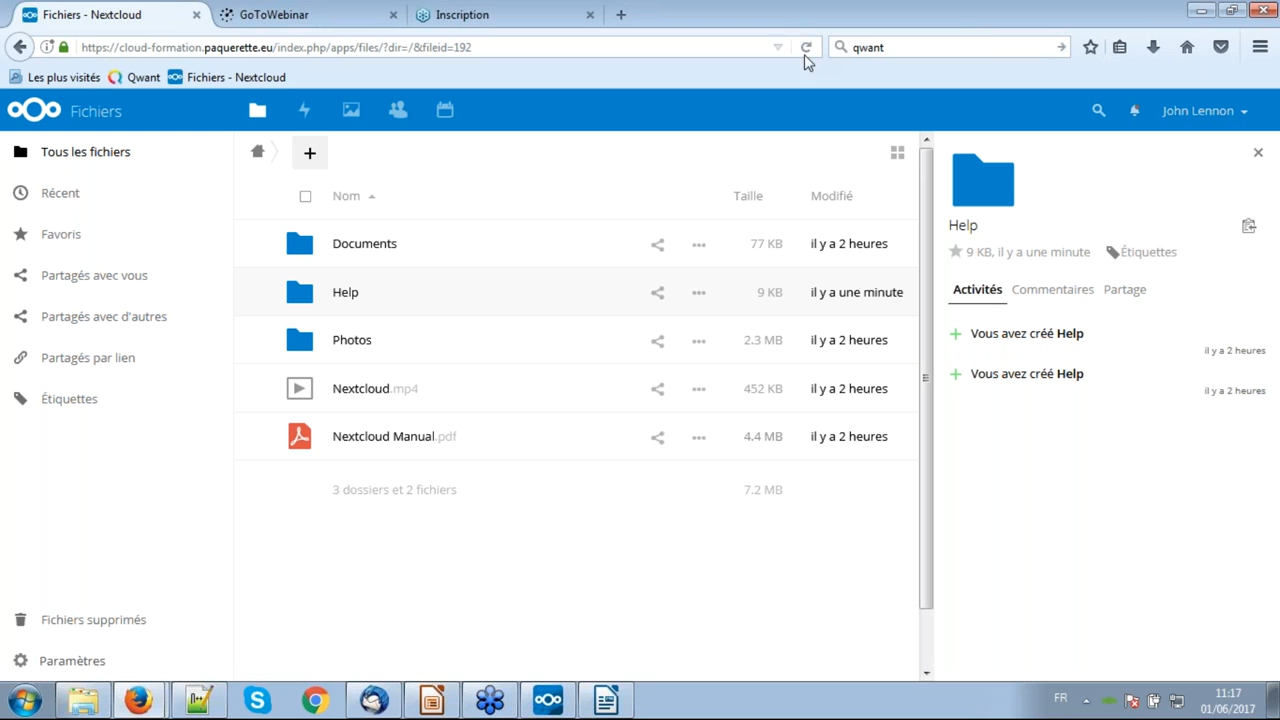 Fichiers - Nextcloud
GoToWebinar
Inscription
https://cloud-formation.paquerette.eu/index.php/apps/files/?dir=/&fileid=192
qwant
Les plus visités
Qwant
Fichiers - Nextcloud
Fichiers
John Lennon
Tous les fichiers
Récent
Favoris
Partagés avec vous
Partagés avec d'autres
Partagés par lien
Étiquettes
Fichiers supprimés
Paramètres
Nom Taille Modifié
Documents 77 KB il y a 2 heures
Help 9 KB il y a une minute
Photos 2.3 MB il y a 2 heures
Nextcloud.mp4 452 KB il y a 2 heures
Nextcloud Manual.pdf 4.4 MB il y a 2 heures
3 dossiers et 2 fichiers 7.2 MB
Help
9 KB, il y a une minute Étiquettes
Activités Commentaires Partage
Vous avez créé Help
il y a 2 heures
Vous avez créé Help
il y a 2 heures
FR
11:17
01/06/2017